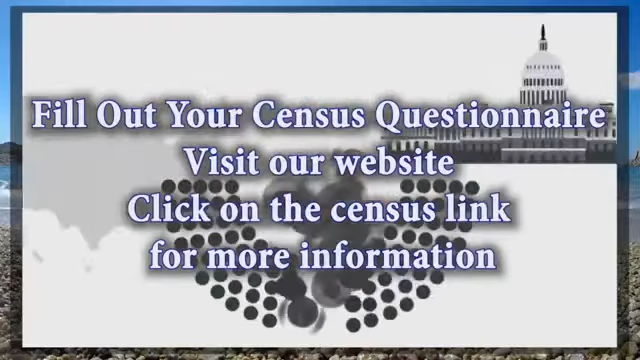 Fill Out Your Census Questionnaire
Visit our website
Click on the census link
for more information